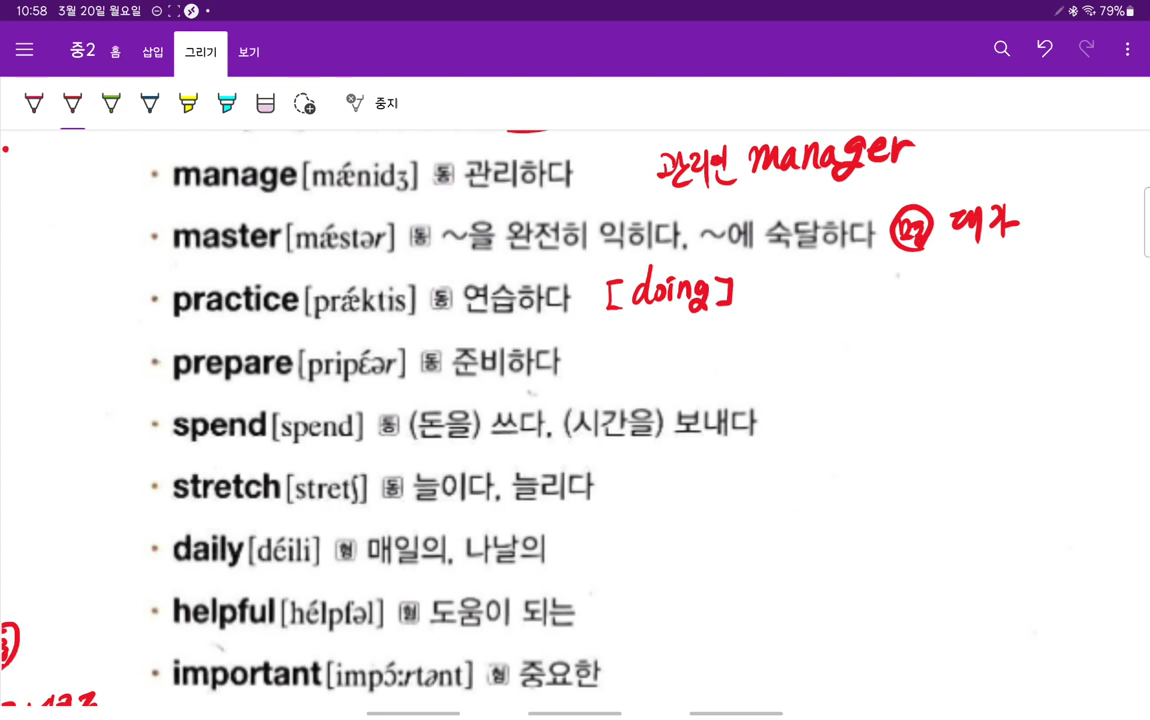 10:58 3월 20일 월요일 79%
중2 홈 삽입 그리기 보기
중지
manage[mǽnidʒ] 동 관리하다 관리인 manager
master[mǽstər] 동 ～을 완전히 익히다, ～에 숙달하다 명 대가
practice[prǽktis] 동 연습하다 [doing]
prepare[pripɛ́ər] 동 준비하다
spend[spend] 동 (돈을) 쓰다, (시간을) 보내다
stretch[stretʃ] 동 늘이다, 늘리다
daily[déili] 형 매일의, 나날의
helpful[hélpfəl] 형 도움이 되는
important[impɔ́ːrtənt] 형 중요한